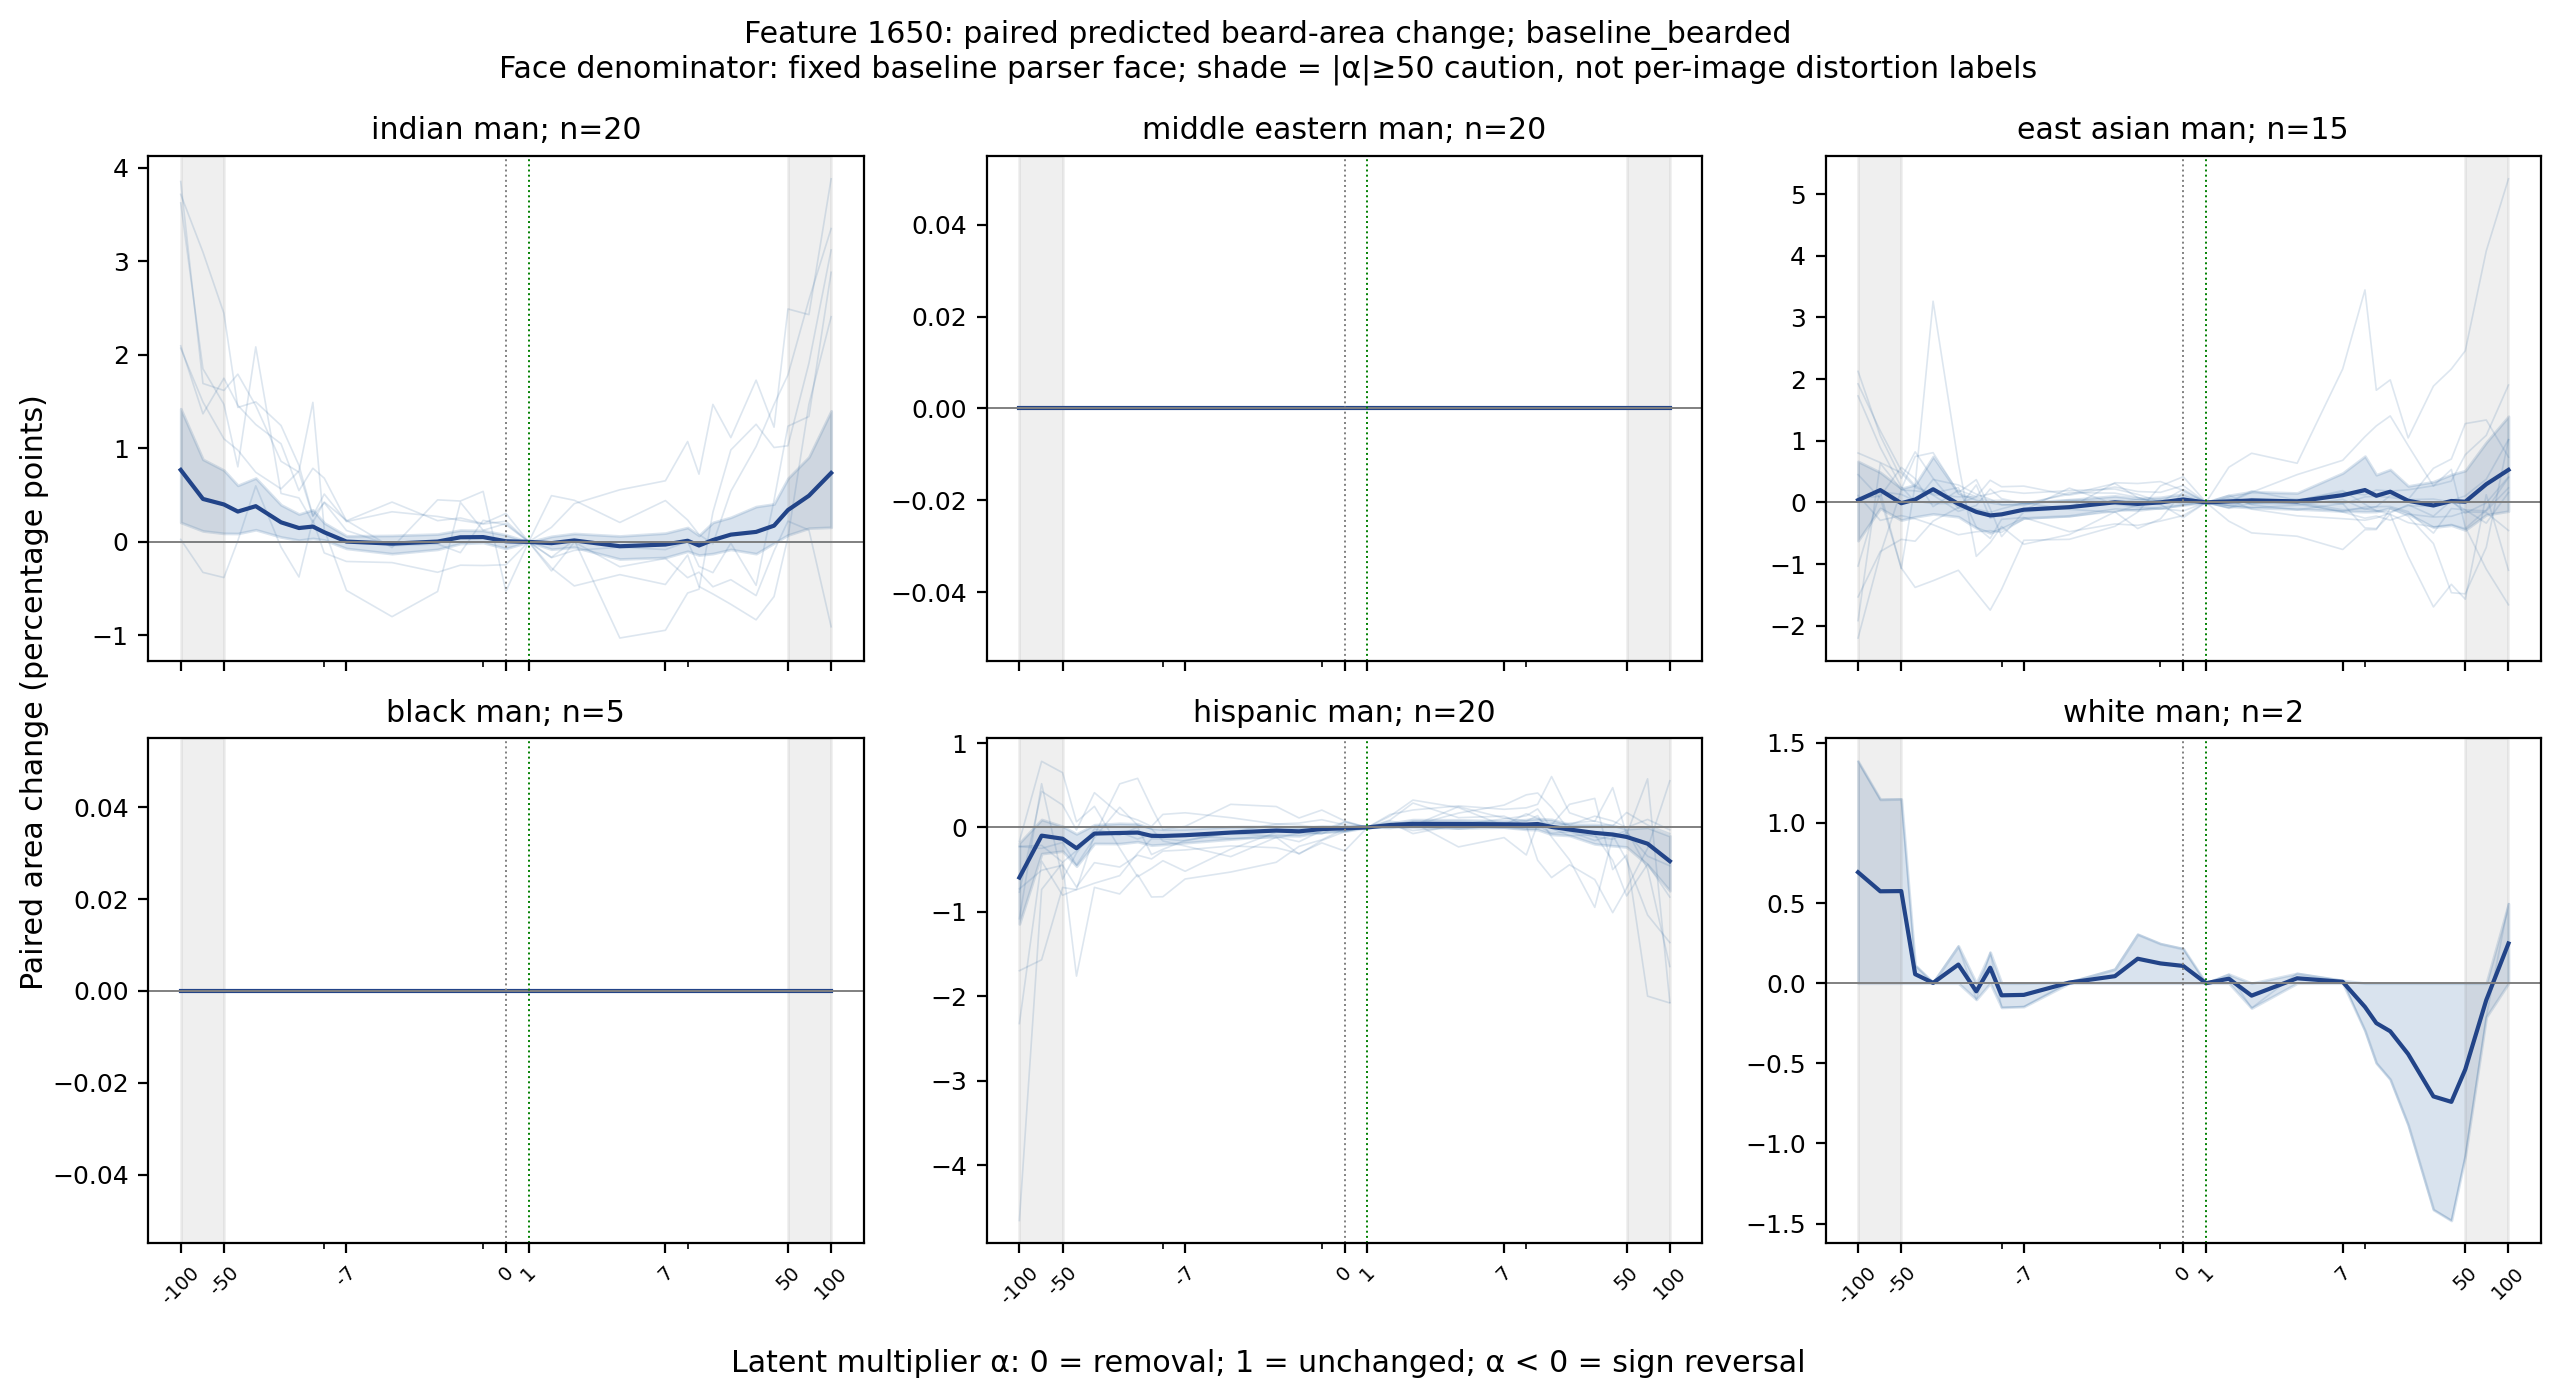 Feature 1650: paired predicted beard-area change; baseline_bearded
Face denominator: fixed baseline parser face; shade = |α|≥50 caution, not per-image distortion labels
indian man; n=20
middle eastern man; n=20
east asian man; n=15
4
3
2
1
0
−1
0.04
0.02
0.00
−0.02
−0.04
5
4
3
2
1
0
−1
−2
Paired area change (percentage points)
black man; n=5
hispanic man; n=20
white man; n=2
0.04
0.02
0.00
−0.02
−0.04
1
0
−1
−2
−3
−4
1.5
1.0
0.5
0.0
−0.5
−1.0
−1.5
-100 -50 -7 0 1 7 50 100
-100 -50 -7 0 1 7 50 100
-100 -50 -7 0 1 7 50 100
Latent multiplier α: 0 = removal; 1 = unchanged; α < 0 = sign reversal